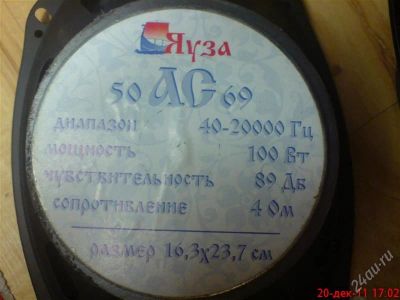 Яуза
50 АС 69
диапазон 40-20000 Гц
мощность 100 Вт
чувствительность 89 Дб
сопротивление 4 Ом
размер 16,3х23,7 см
24au.ru
20-дек-11 17:02